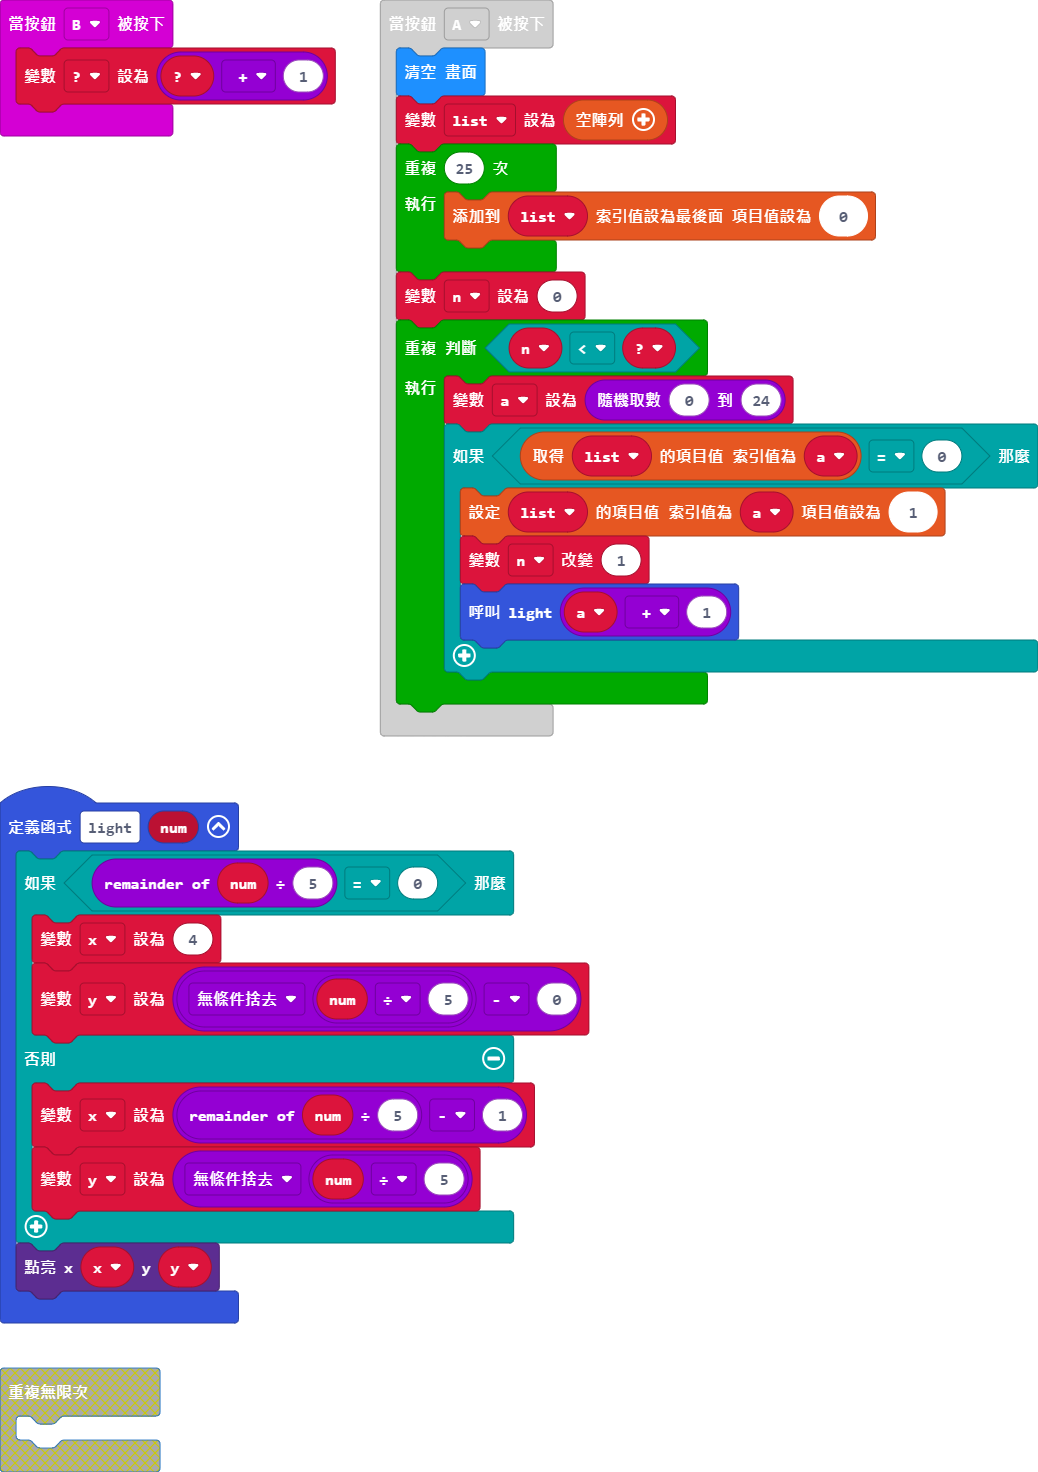 當按鈕 B 被按下
變數 ? 設為 ? + 1
當按鈕 A 被按下
清空 畫面
變數 list 設為 空陣列
重複 25 次
執行
添加到 list 索引值設為最後面 項目值設為 0
變數 n 設為 0
重複 判斷 n < ?
執行
變數 a 設為 隨機取數 0 到 24
如果 取得 list 的項目值 索引值為 a = 0 那麼
設定 list 的項目值 索引值為 a 項目值設為 1
變數 n 改變 1
呼叫 light a + 1
定義函式 light num
如果 remainder of num ÷ 5 = 0 那麼
變數 x 設為 4
變數 y 設為 無條件捨去 num ÷ 5 - 0
否則
變數 x 設為 remainder of num ÷ 5 - 1
變數 y 設為 無條件捨去 num ÷ 5
點亮 x x y y
重複無限次